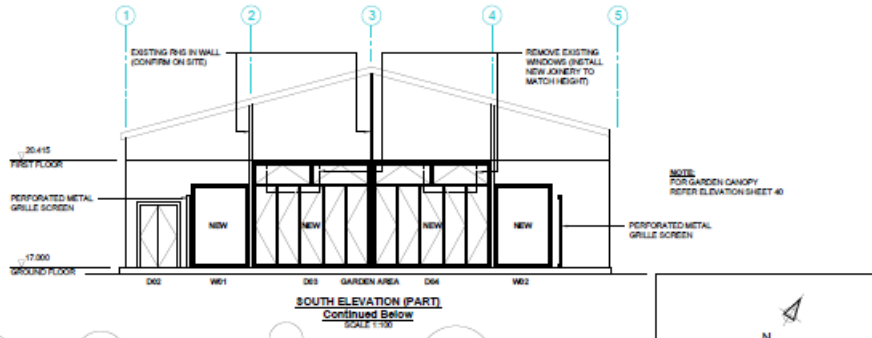 1 2 3 4 5
EXISTING RHS IN WALL
(CONFIRM ON SITE)
REMOVE EXISTING
WINDOWS (INSTALL
NEW JOINERY TO
MATCH HEIGHT)
20.415
FIRST FLOOR
NOTE:
FOR GARDEN CANOPY
REFER ELEVATION SHEET 40
PERFORATED METAL
GRILLE SCREEN
NEW NEW NEW NEW
PERFORATED METAL
GRILLE SCREEN
17.000
GROUND FLOOR
D02 W01 D03 GARDEN AREA D04 W02
SOUTH ELEVATION (PART)
Continued Below
SCALE 1:100
N